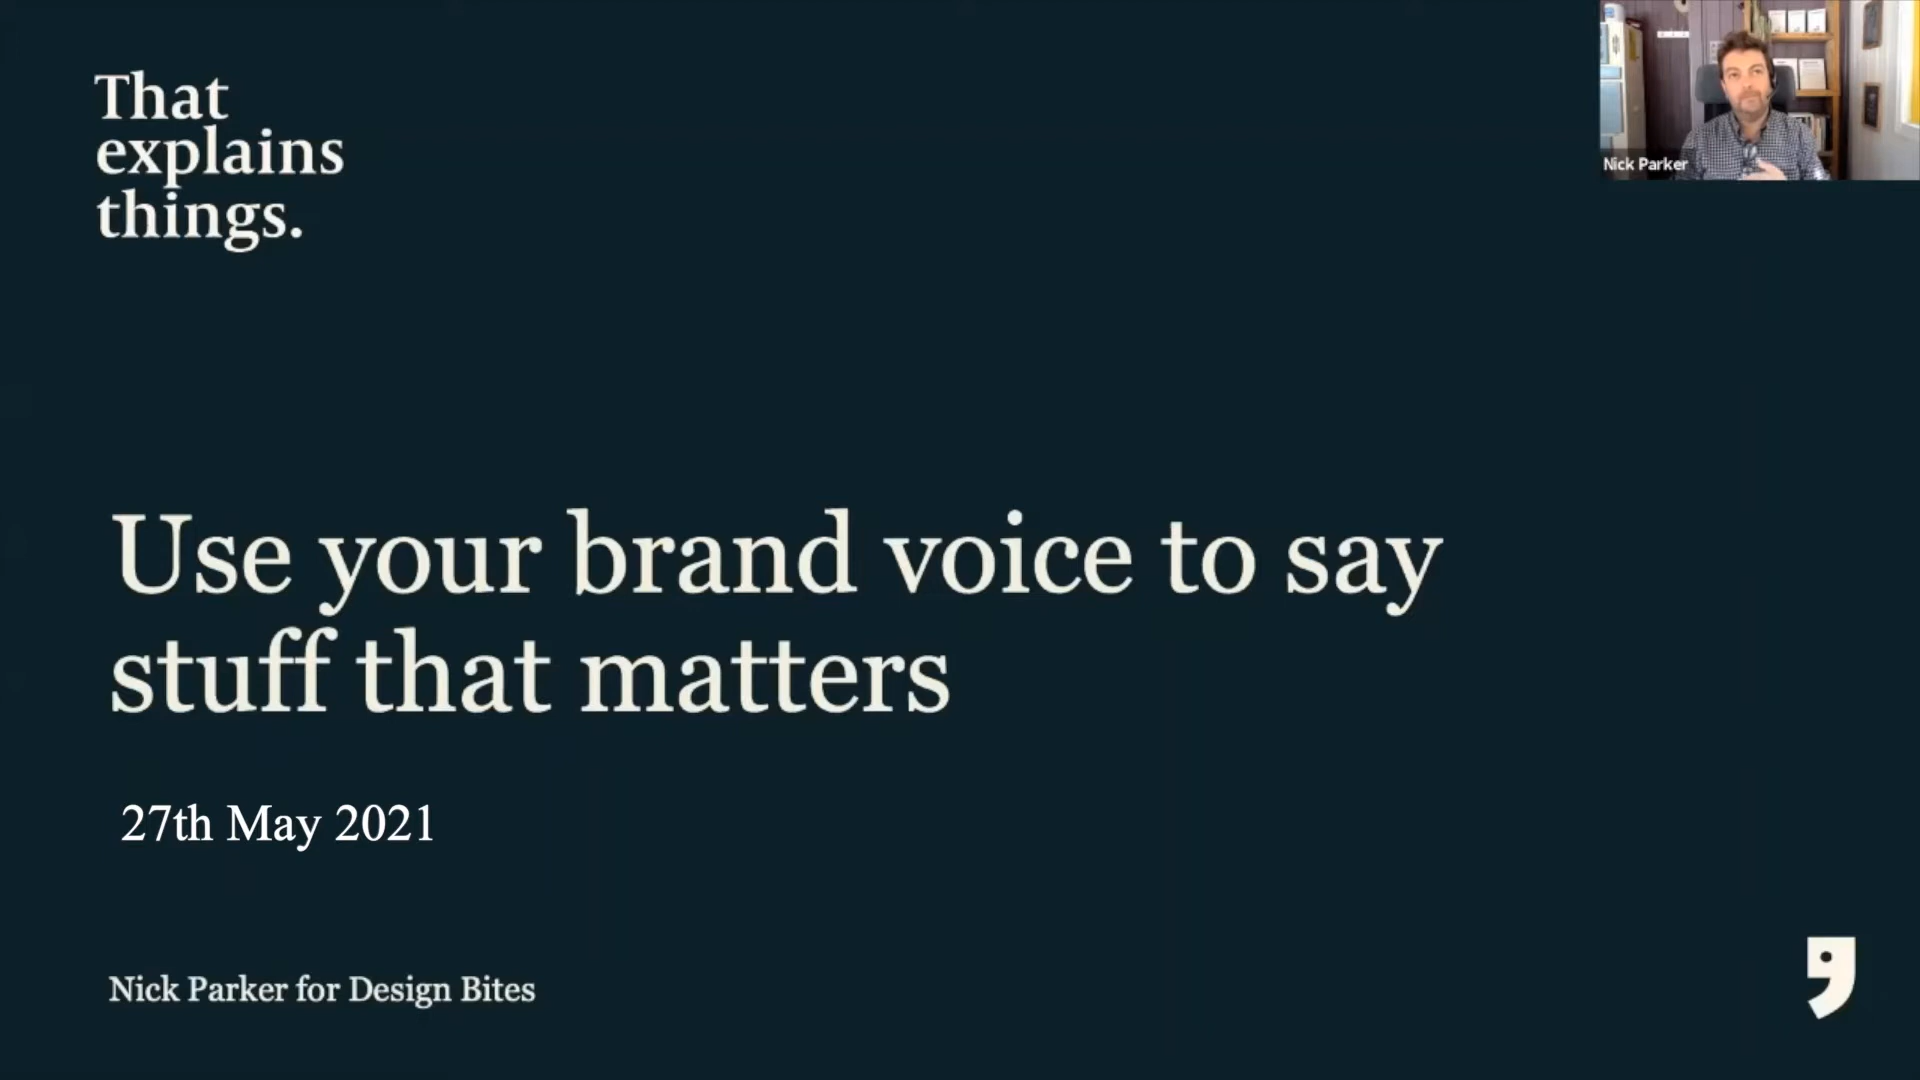 That
explains
things.
Nick Parker
Use your brand voice to say
stuff that matters
27th May 2021
Nick Parker for Design Bites